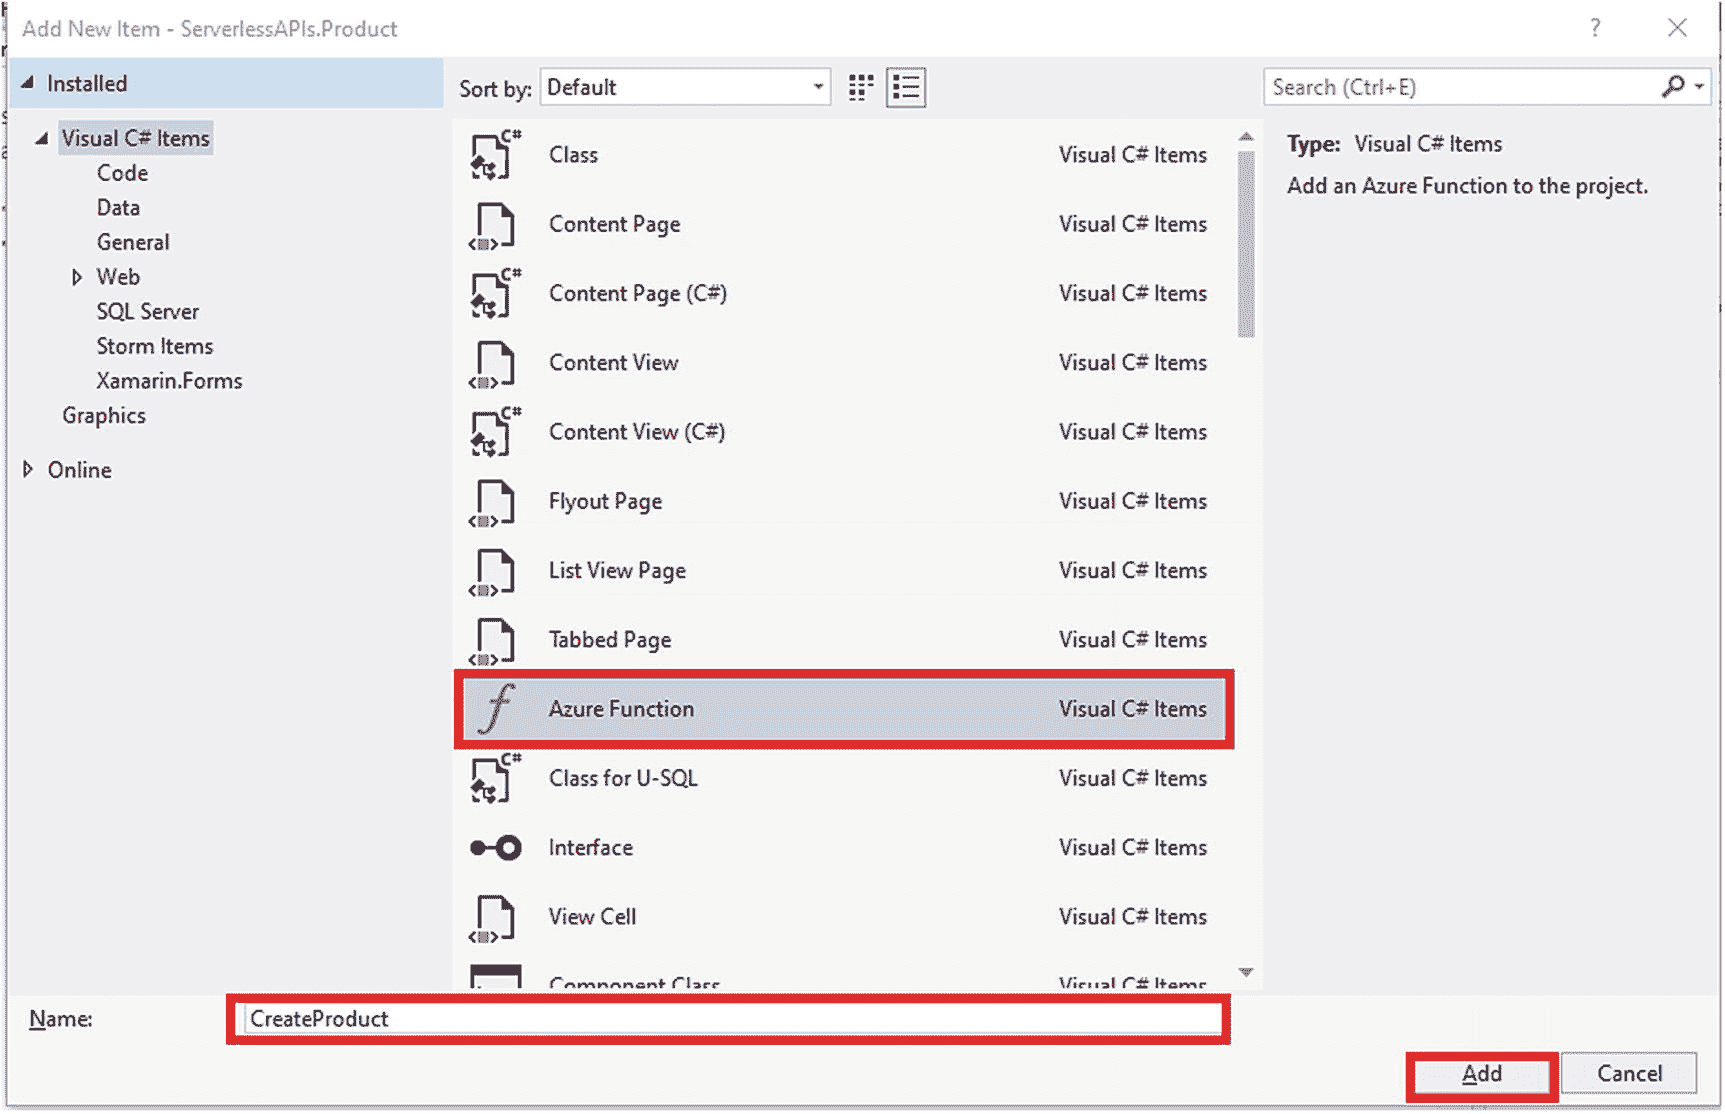 Add New Item - ServerlessAPIs.Product
?
Installed
Visual C# Items
Code
Data
General
Web
SQL Server
Storm Items
Xamarin.Forms
Graphics
Online
Sort by: Default
Search (Ctrl+E)
C# Class Visual C# Items
Content Page Visual C# Items
C# Content Page (C#) Visual C# Items
Content View Visual C# Items
C# Content View (C#) Visual C# Items
Flyout Page Visual C# Items
List View Page Visual C# Items
Tabbed Page Visual C# Items
Azure Function Visual C# Items
C# Class for U-SQL Visual C# Items
Interface Visual C# Items
View Cell Visual C# Items
Component Class Visual C# Items
Type: Visual C# Items
Add an Azure Function to the project.
Name: CreateProduct
Add Cancel